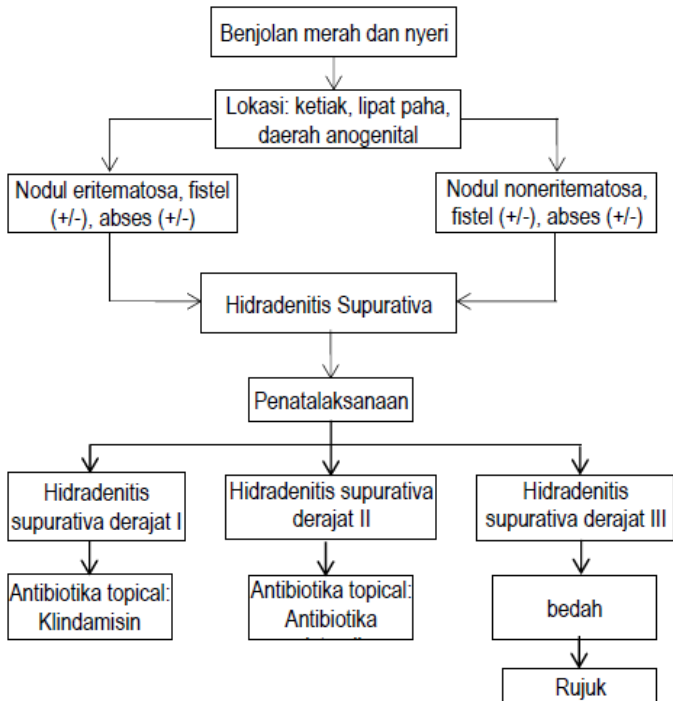 Benjolan merah dan nyeri
Lokasi: ketiak, lipat paha,
daerah anogenital
Nodul eritematosa, fistel
(+/-), abses (+/-)
Nodul noneritematosa,
fistel (+/-), abses (+/-)
Hidradenitis Supurativa
Penatalaksanaan
Hidradenitis
supurativa derajat I
Hidradenitis supurativa
derajat II
Hidradenitis
supurativa derajat III
Antibiotika topical:
Klindamisin
Antibiotika topical:
Antibiotika
bedah
Rujuk